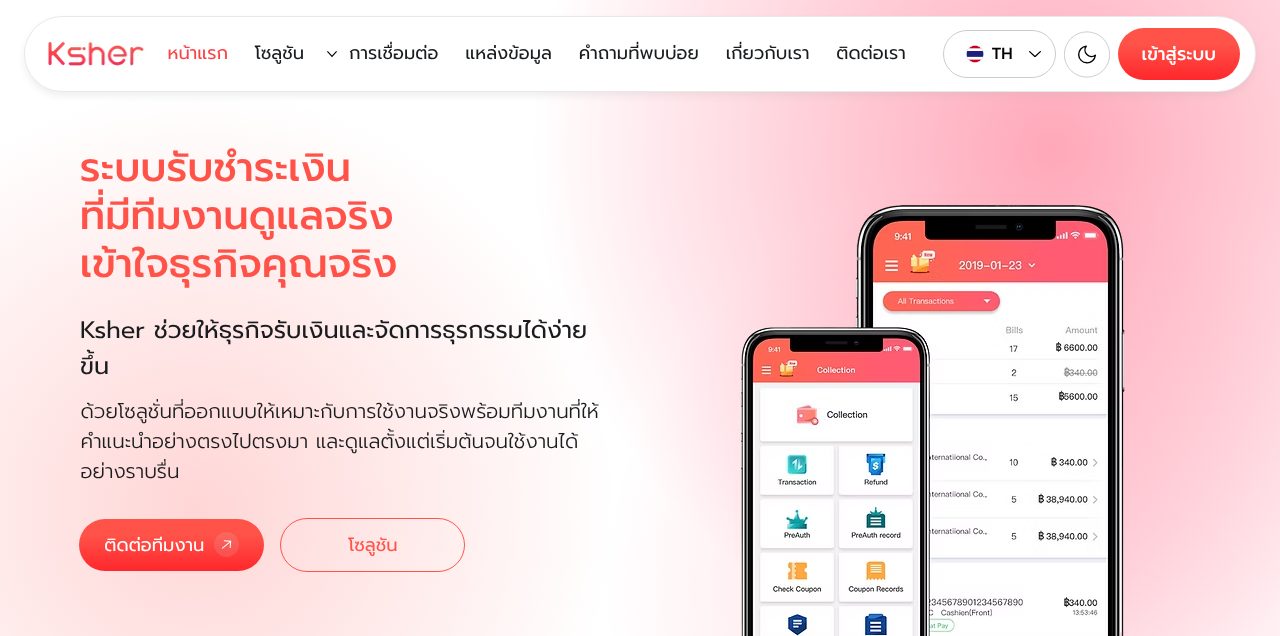 Ksher
หน้าแรก
โซลูชัน
การเชื่อมต่อ
แหล่งข้อมูล
คำถามที่พบบ่อย
เกี่ยวกับเรา
ติดต่อเรา
TH
เข้าสู่ระบบ
ระบบรับชำระเงิน
ที่มีทีมงานดูแลจริง
เข้าใจธุรกิจคุณจริง
Ksher ช่วยให้ธุรกิจรับเงินและจัดการธุรกรรมได้ง่าย
ขึ้น
ด้วยโซลูชั่นที่ออกแบบให้เหมาะกับการใช้งานจริงพร้อมทีมงานที่ให้
คำแนะนำอย่างตรงไปตรงมา และดูแลตั้งแต่เริ่มต้นจนใช้งานได้
อย่างราบรื่น
ติดต่อทีมงาน
โซลูชัน
9:41
2019-01-23
All Transactions
Bills Amount
17 ฿ 6600.00
2 ฿340.00
15 ฿5600.00
nternatiional Co., 10 ฿ 340.00
nternatiional Co., 5 ฿ 38,940.00
nternatiional Co., 5 ฿ 38,940.00
2345678901234567890 ฿340.00
C Cashien(Front) 13:53:46
at Pay
9:41
Collection
Collection
Transaction Refund
PreAuth PreAuth record
Check Coupon Coupon Records